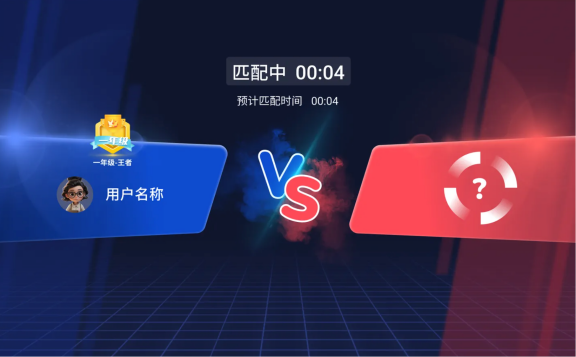 匹配中 00:04
预计匹配时间 00:04
一年级
一年级·王者
用户名称
VS
?